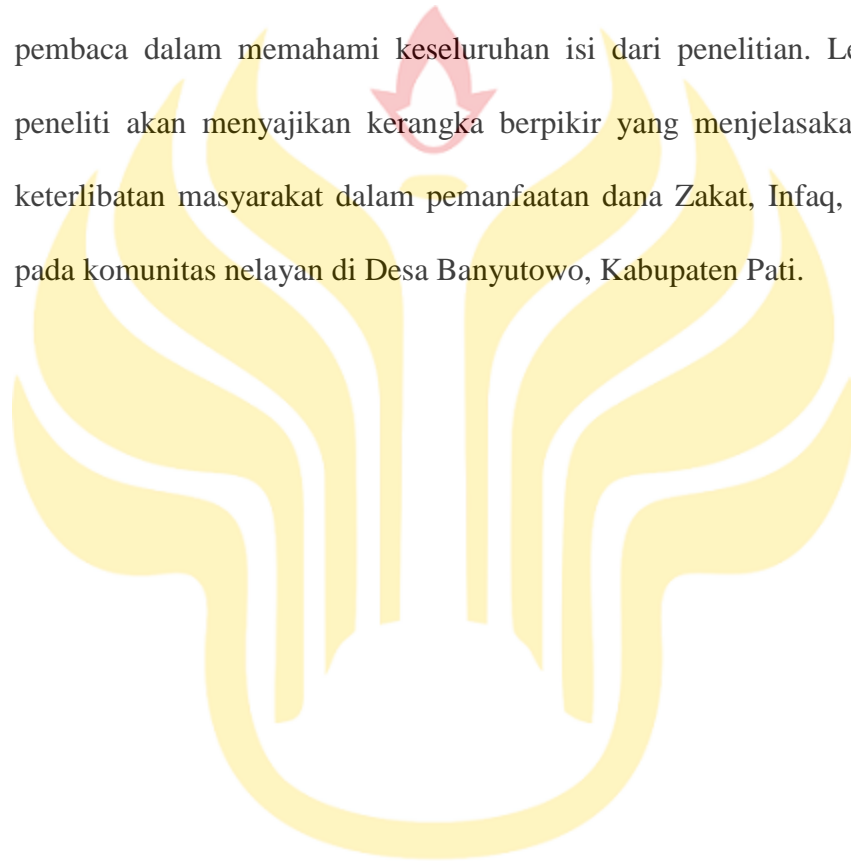 pembaca dalam memahami keseluruhan isi dari penelitian.
peneliti akan menyajikan kerangka berpikir yang menjelasaka
keterlibatan masyarakat dalam pemanfaatan dana Zakat, Infaq,
pada komunitas nelayan di Desa Banyutowo, Kabupaten Pati.